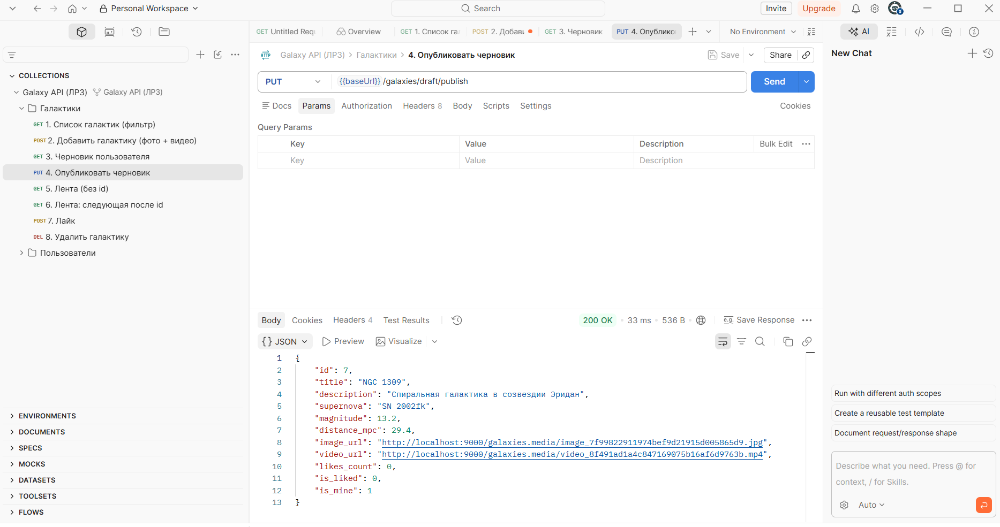 Personal Workspace
Search
Invite
Upgrade
GET Untitled Requ
Overview
GET 1. Список гал
POST 2. Добави
GET 3. Черновик
PUT 4. Опублико
No Environment
AI
Galaxy API (ЛР3) > Галактики > 4. Опубликовать черновик
Save
Share
New Chat
COLLECTIONS
Galaxy API (ЛР3) Galaxy API (ЛР3)
Галактики
GET 1. Список галактик (фильтр)
POST 2. Добавить галактику (фото + видео)
GET 3. Черновик пользователя
PUT 4. Опубликовать черновик
GET 5. Лента (без id)
GET 6. Лента: следующая после id
POST 7. Лайк
DEL 8. Удалить галактику
Пользователи
ENVIRONMENTS
DOCUMENTS
SPECS
MOCKS
DATASETS
TOOLSETS
FLOWS
HTTP
PUT
{{baseUrl}} /galaxies/draft/publish
Send
Docs
Params
Authorization
Headers 8
Body
Scripts
Settings
Cookies
Query Params
Key Value Description Bulk Edit
Key Value Description
Body
Cookies
Headers 4
Test Results
200 OK
33 ms
536 B
e.g. Save Response
{} JSON
Preview
Visualize
1 {
2 "id": 7,
3 "title": "NGC 1309",
4 "description": "Спиральная галактика в созвездии Эридан",
5 "supernova": "SN 2002fk",
6 "magnitude": 13.2,
7 "distance_mpc": 29.4,
8 "image_url": "http://localhost:9000/galaxies.media/image_7f99822911974bef9d21915d005865d9.jpg",
9 "video_url": "http://localhost:9000/galaxies.media/video_8f491ad1a4c847169075b16af6d9763b.mp4",
10 "likes_count": 0,
11 "is_liked": 0,
12 "is_mine": 1
13 }
Run with different auth scopes
Create a reusable test template
Document request/response shape
Describe what you need. Press @ for
context, / for Skills.
Auto